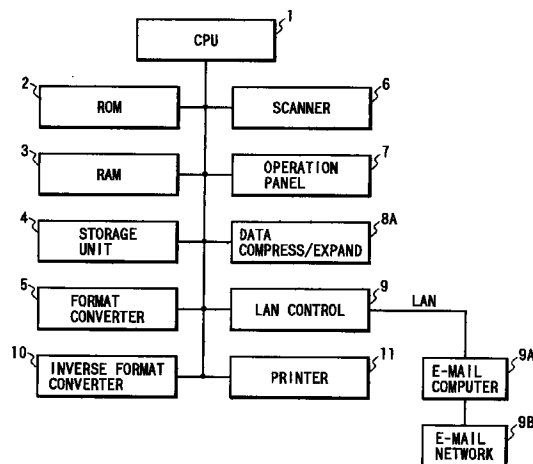 1
CPU
2
ROM
6
SCANNER
3
RAM
7
OPERATION
PANEL
4
STORAGE
UNIT
8A
DATA
COMPRESS/EXPAND
5
FORMAT
CONVERTER
9
LAN CONTROL
LAN
10
INVERSE FORMAT
CONVERTER
11
PRINTER
9A
E-MAIL
COMPUTER
9B
E-MAIL
NETWORK